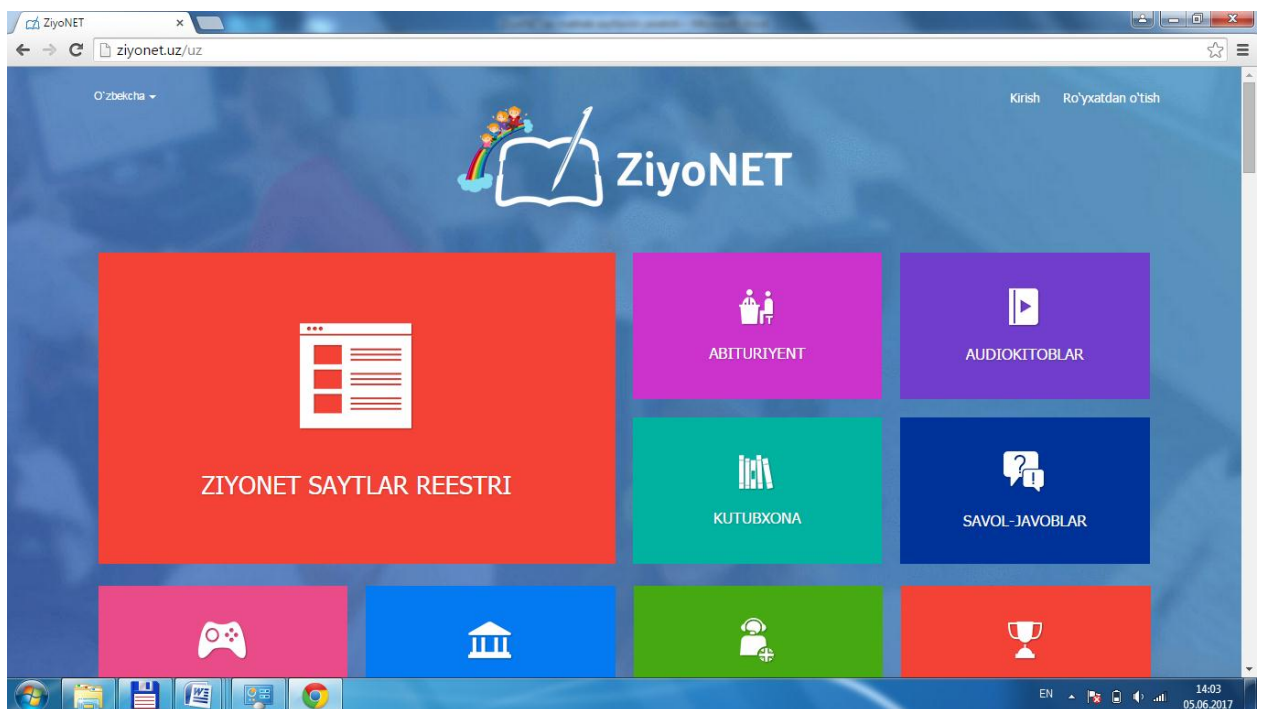 ZiyoNET
ziyonet.uz/uz
O'zbekcha
Kirish Ro'yxatdan o'tish
ZiyoNET
ZIYONET SAYTLAR REESTRI
ABITURIYENT
AUDIOKITOBLAR
KUTUBXONA
SAVOL-JAVOBLAR
EN
14:03
05.06.2017